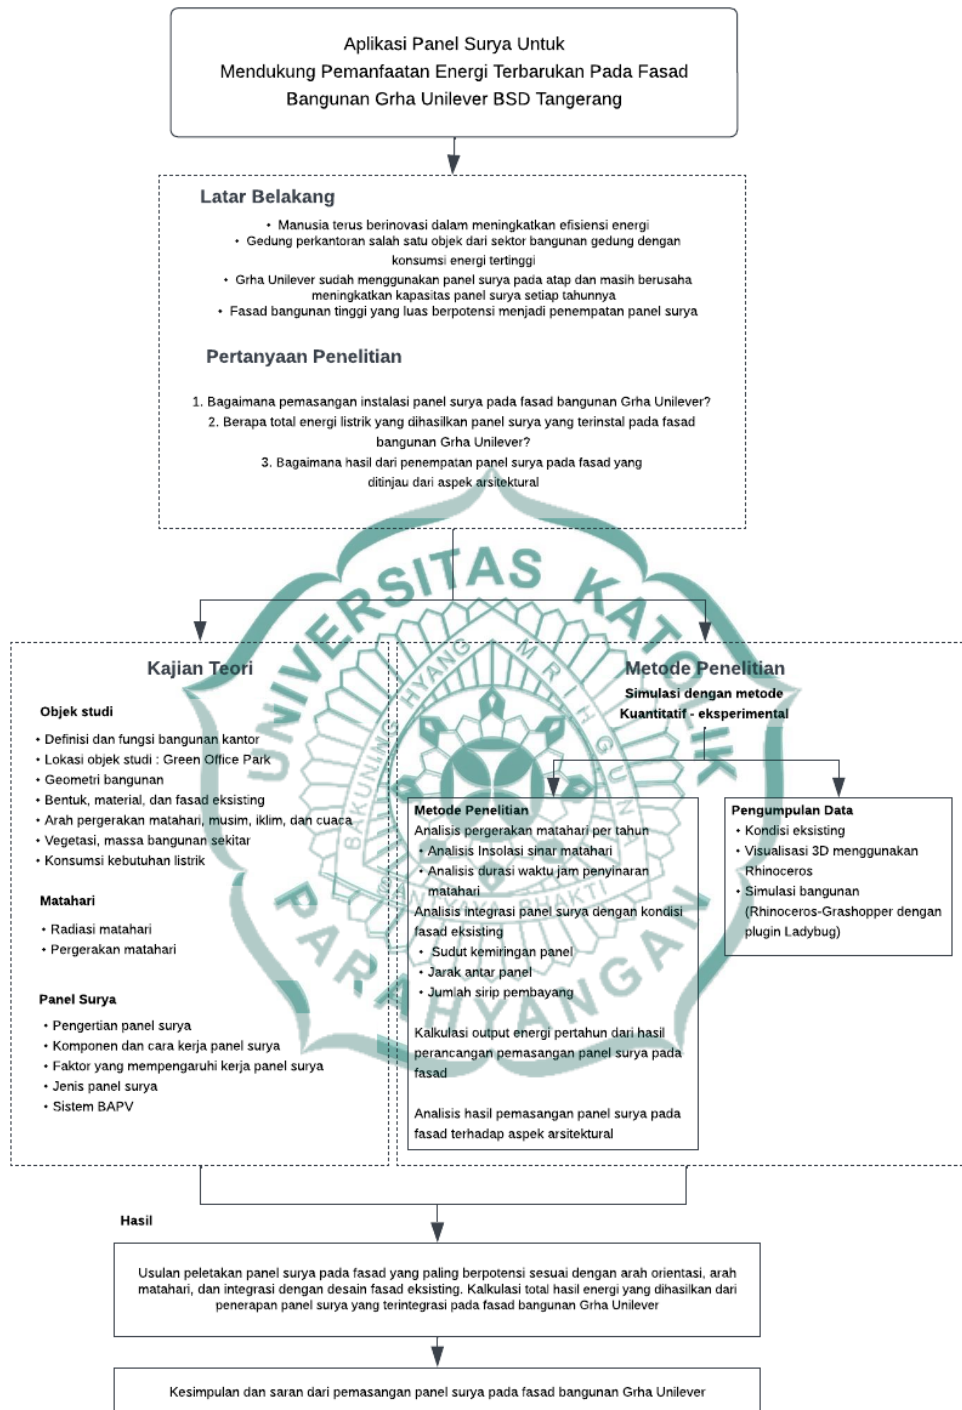 Aplikasi Panel Surya Untuk
Mendukung Pemanfaatan Energi Terbarukan Pada Fasad
Bangunan Grha Unilever BSD Tangerang
Latar Belakang
• Manusia terus berinovasi dalam meningkatkan efisiensi energi
• Gedung perkantoran salah satu objek dari sektor bangunan gedung dengan
konsumsi energi tertinggi
• Grha Unilever sudah menggunakan panel surya pada atap dan masih berusaha
meningkatkan kapasitas panel surya setiap tahunnya
• Fasad bangunan tinggi yang luas berpotensi menjadi penempatan panel surya
Pertanyaan Penelitian
1. Bagaimana pemasangan instalasi panel surya pada fasad bangunan Grha Unilever?
2. Berapa total energi listrik yang dihasilkan panel surya yang terinstal pada fasad
bangunan Grha Unilever?
3. Bagaimana hasil dari penempatan panel surya pada fasad yang
ditinjau dari aspek arsitektural
UNIVERSITAS KATOLIK
PARAHYANGAN
BAKUNING HYANG MRIH GUNA
SANTYAYA BHAKTI
Kajian Teori
Objek studi
• Definisi dan fungsi bangunan kantor
• Lokasi objek studi : Green Office Park
• Geometri bangunan
• Bentuk, material, dan fasad eksisting
• Arah pergerakan matahari, musim, iklim, dan cuaca
• Vegetasi, massa bangunan sekitar
• Konsumsi kebutuhan listrik
Matahari
• Radiasi matahari
• Pergerakan matahari
Panel Surya
• Pengertian panel surya
• Komponen dan cara kerja panel surya
• Faktor yang mempengaruhi kerja panel surya
• Jenis panel surya
• Sistem BAPV
Metode Penelitian
Simulasi dengan metode
Kuantitatif - eksperimental
Metode Penelitian
Analisis pergerakan matahari per tahun
• Analisis Insolasi sinar matahari
• Analisis durasi waktu jam penyinaran
matahari
Analisis integrasi panel surya dengan kondisi
fasad eksisting
• Sudut kemiringan panel
• Jarak antar panel
• Jumlah sirip pembayang
Kalkulasi output energi pertahun dari hasil
perancangan pemasangan panel surya pada
fasad
Analisis hasil pemasangan panel surya pada
fasad terhadap aspek arsitektural
Pengumpulan Data
• Kondisi eksisting
• Visualisasi 3D menggunakan
Rhinoceros
• Simulasi bangunan
(Rhinoceros-Grashopper dengan
plugin Ladybug)
Hasil
Usulan peletakan panel surya pada fasad yang paling berpotensi sesuai dengan arah orientasi, arah
matahari, dan integrasi dengan desain fasad eksisting. Kalkulasi total hasil energi yang dihasilkan dari
penerapan panel surya yang terintegrasi pada fasad bangunan Grha Unilever
Kesimpulan dan saran dari pemasangan panel surya pada fasad bangunan Grha Unilever